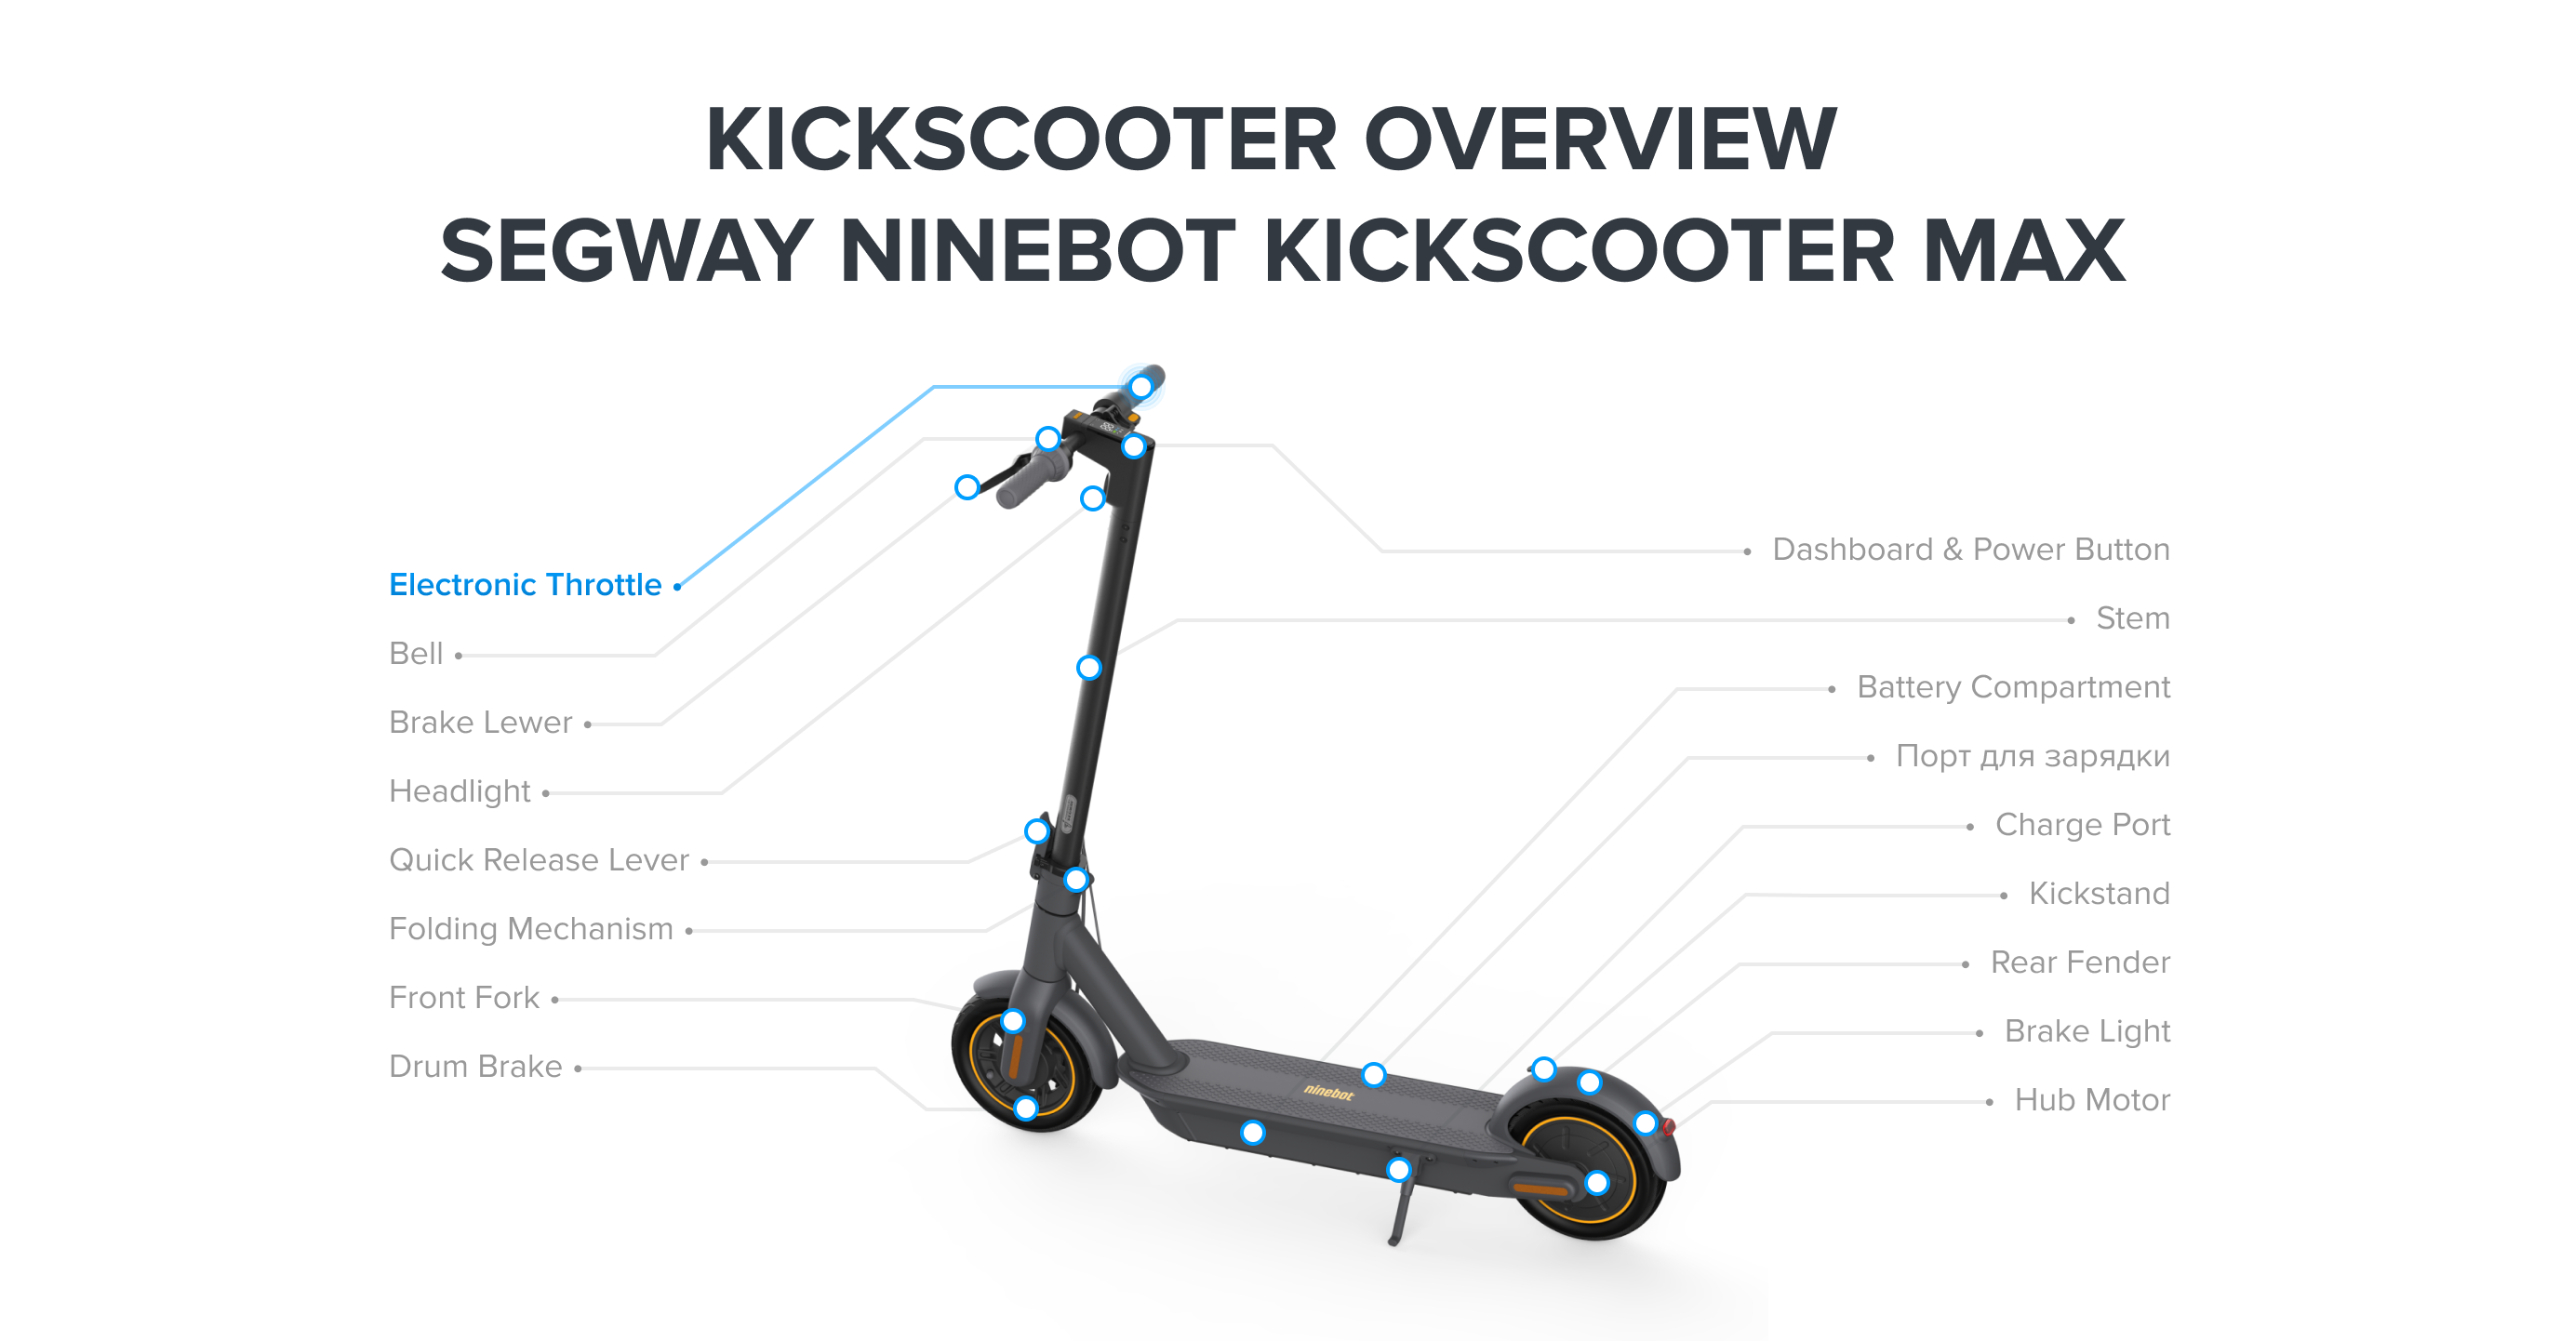 KICKSCOOTER OVERVIEW
SEGWAY NINEBOT KICKSCOOTER MAX
Electronic Throttle
Bell
Brake Lewer
Headlight
Quick Release Lever
Folding Mechanism
Front Fork
Drum Brake
Dashboard & Power Button
Stem
Battery Compartment
Порт для зарядки
Charge Port
Kickstand
Rear Fender
Brake Light
Hub Motor
ninebot